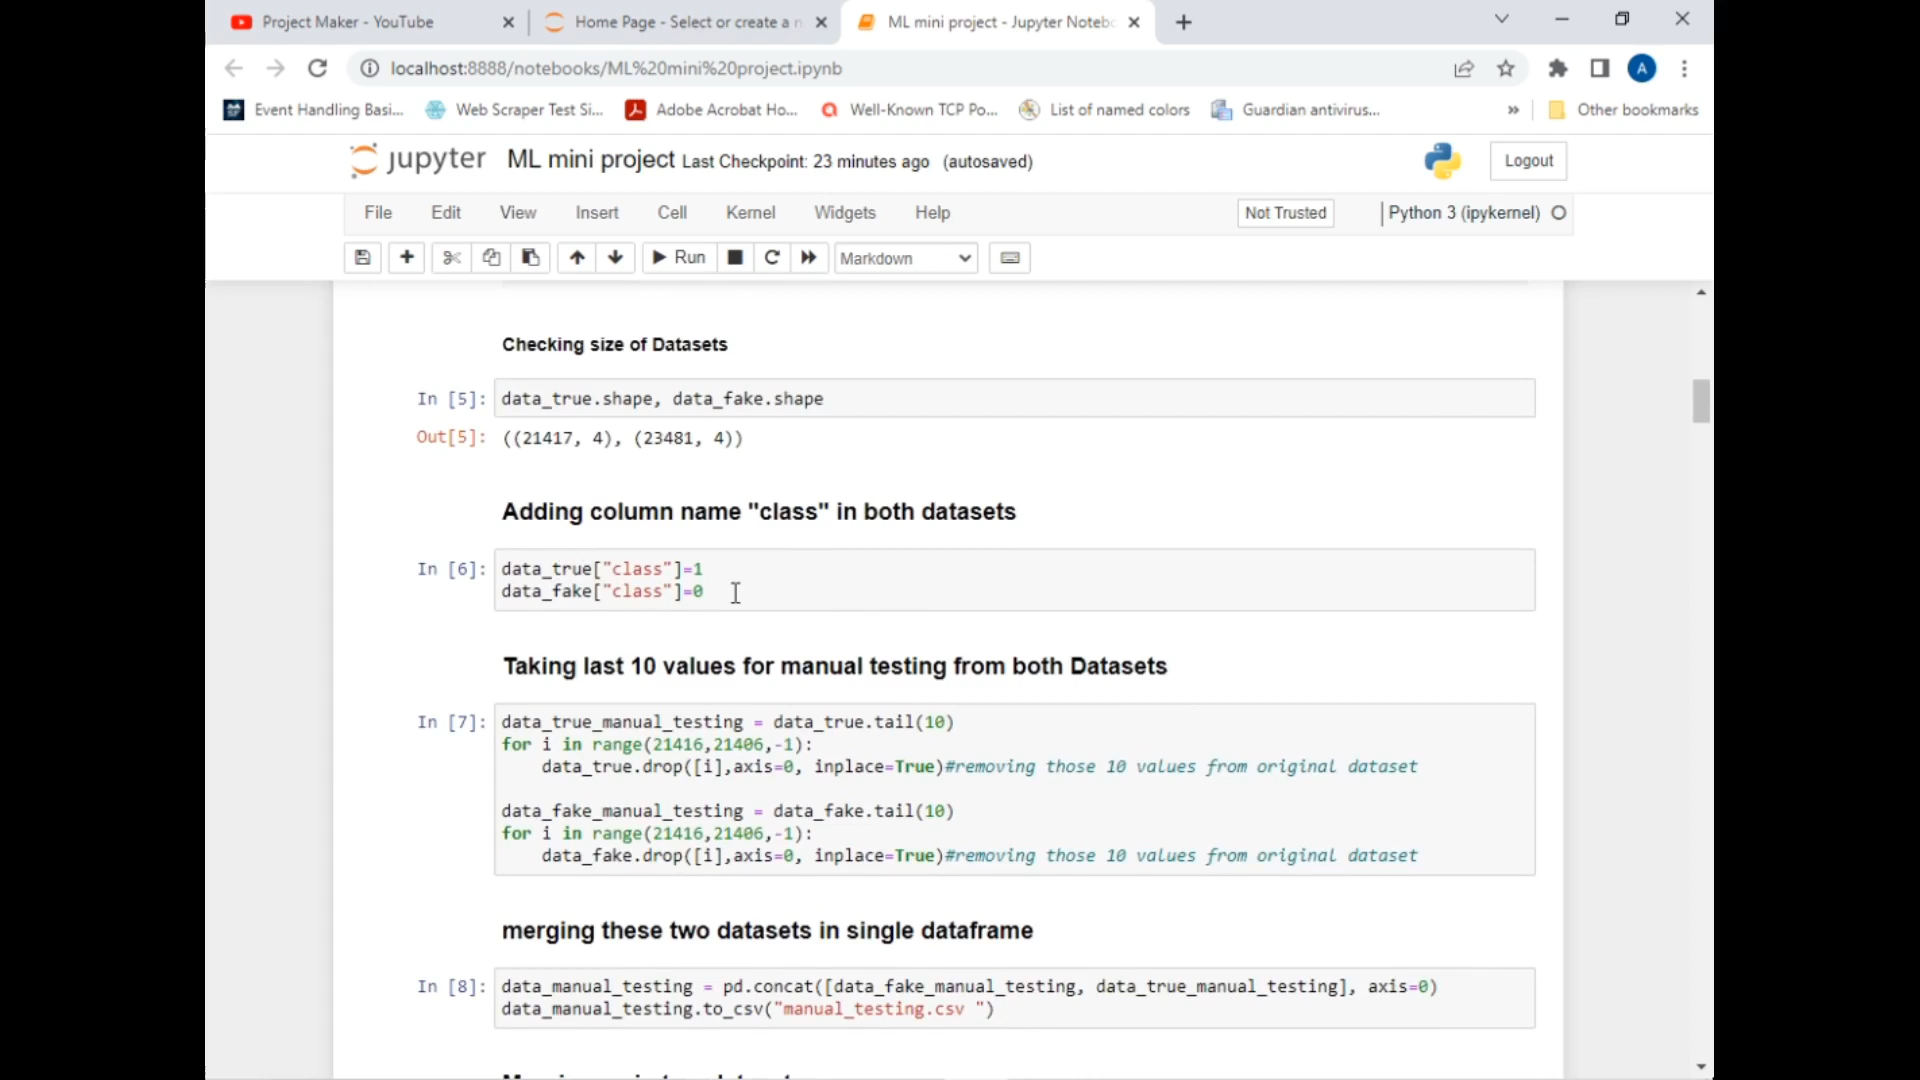 Project Maker - YouTube
Home Page - Select or create a n
ML mini project - Jupyter Notebo
localhost:8888/notebooks/ML%20mini%20project.ipynb
A
Event Handling Basi...
Web Scraper Test Si...
Adobe Acrobat Ho...
Well-Known TCP Po...
List of named colors
Guardian antivirus...
»
Other bookmarks
jupyter ML mini project Last Checkpoint: 23 minutes ago (autosaved)
Logout
File Edit View Insert Cell Kernel Widgets Help
Not Trusted
Python 3 (ipykernel)
Run
Markdown
Checking size of Datasets
In [5]: data_true.shape, data_fake.shape
Out[5]: ((21417, 4), (23481, 4))
Adding column name "class" in both datasets
In [6]: data_true["class"]=1
data_fake["class"]=0
Taking last 10 values for manual testing from both Datasets
In [7]: data_true_manual_testing = data_true.tail(10)
for i in range(21416,21406,-1):
data_true.drop([i],axis=0, inplace=True)#removing those 10 values from original dataset
data_fake_manual_testing = data_fake.tail(10)
for i in range(21416,21406,-1):
data_fake.drop([i],axis=0, inplace=True)#removing those 10 values from original dataset
merging these two datasets in single dataframe
In [8]: data_manual_testing = pd.concat([data_fake_manual_testing, data_true_manual_testing], axis=0)
data_manual_testing.to_csv("manual_testing.csv ")